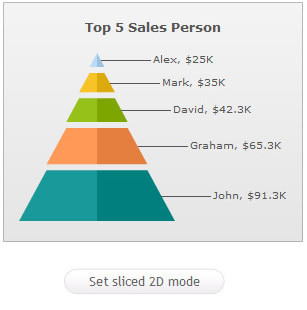 Top 5 Sales Person
Alex, $25K
Mark, $35K
David, $42.3K
Graham, $65.3K
John, $91.3K
Set sliced 2D mode